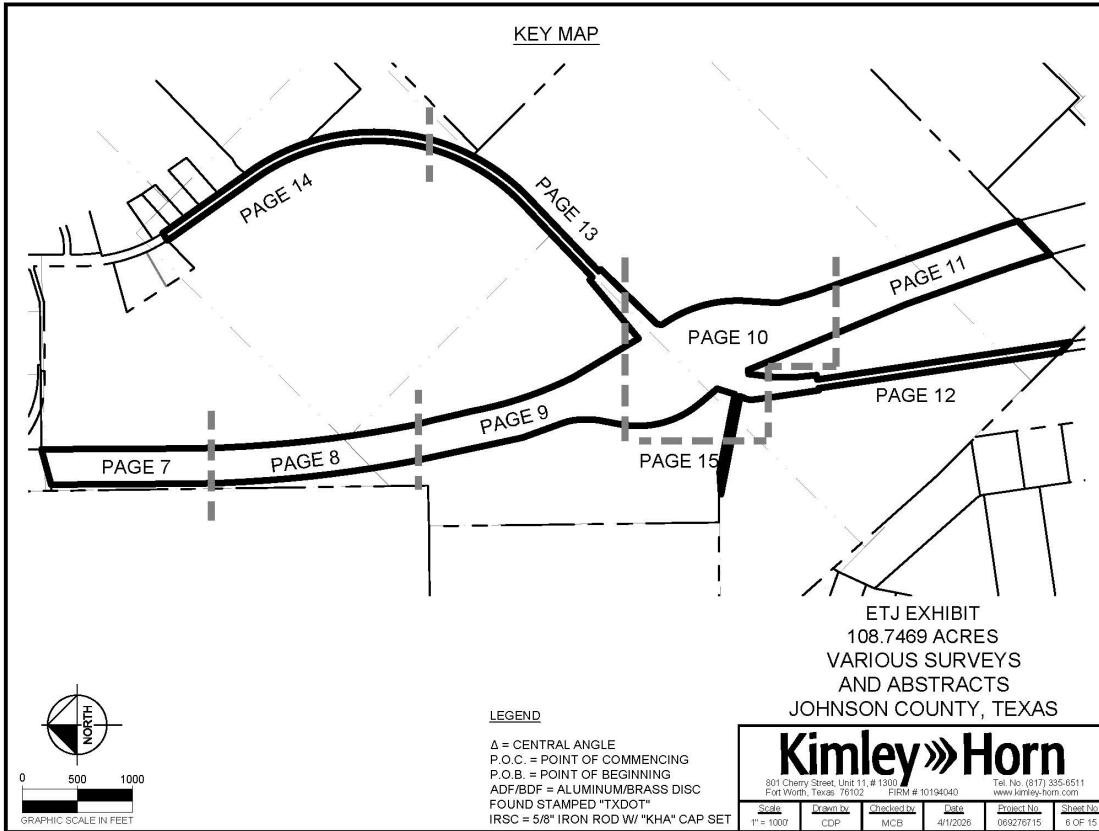 KEY MAP
PAGE 14
PAGE 13
PAGE 11
PAGE 10
PAGE 12
PAGE 9
PAGE 7
PAGE 8
PAGE 15
ETJ EXHIBIT
108.7469 ACRES
VARIOUS SURVEYS
AND ABSTRACTS
JOHNSON COUNTY, TEXAS
NORTH
0 500 1000
GRAPHIC SCALE IN FEET
LEGEND
Δ = CENTRAL ANGLE
P.O.C. = POINT OF COMMENCING
P.O.B. = POINT OF BEGINNING
ADF/BDF = ALUMINUM/BRASS DISC
FOUND STAMPED "TXDOT"
IRSC = 5/8" IRON ROD W/ "KHA" CAP SET
Kimley»Horn
801 Cherry Street, Unit 11, # 1300 Tel. No. (817) 335-6511
Fort Worth, Texas 76102 FIRM # 10194040 www.kimley-horn.com
Scale Drawn by Checked by Date Project No. Sheet No.
1" = 1000' CDP MCB 4/1/2026 069276715 6 OF 15